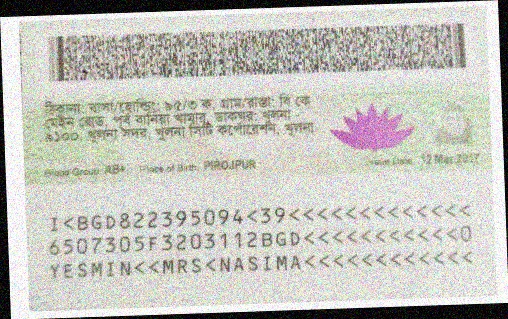 ঠিকানা: বাসা/হোল্ডিং: ৯৫/৩ ক, গ্রাম/রাস্তা: বি কে
মেইন রোড, পূর্ব বানিয়া খামার, ডাকঘর: খুলনা
৯১০০, খুলনা সদর, খুলনা সিটি কর্পোরেশন, খুলনা
Blood Group: AB+ Place of Birth: PIROJPUR Issue Date: 12 Mar 2017
I<BGD822395094<39<<<<<<<<<<<<<<
6507305F3203112BGD<<<<<<<<<<<0
YESMIN<<MRS<NASIMA<<<<<<<<<<<<